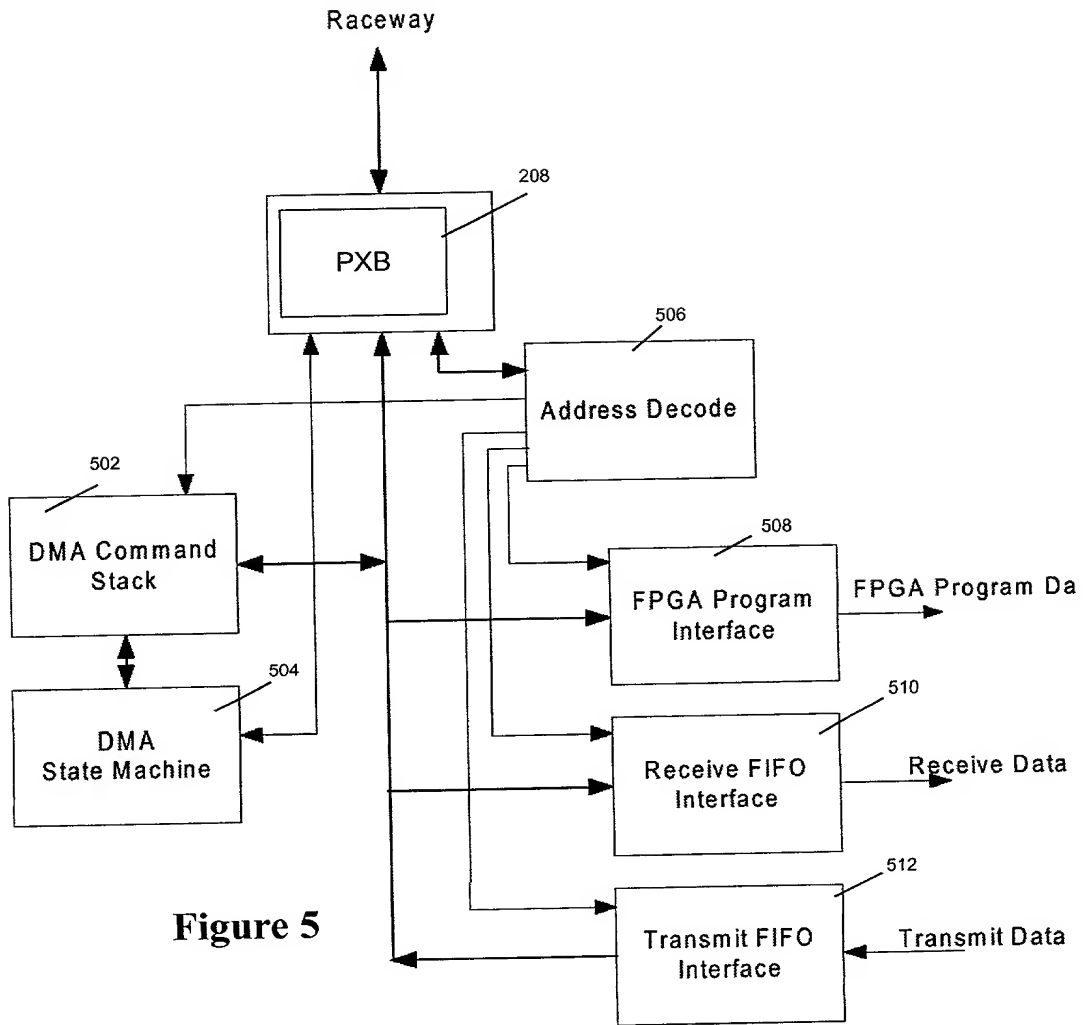 Raceway
208
PXB
506
Address Decode
502
DMA Command
Stack
508
FPGA Program
Interface
FPGA Program Da
504
DMA
State Machine
510
Receive FIFO
Interface
Receive Data
512
Transmit FIFO
Interface
Transmit Data
Figure 5